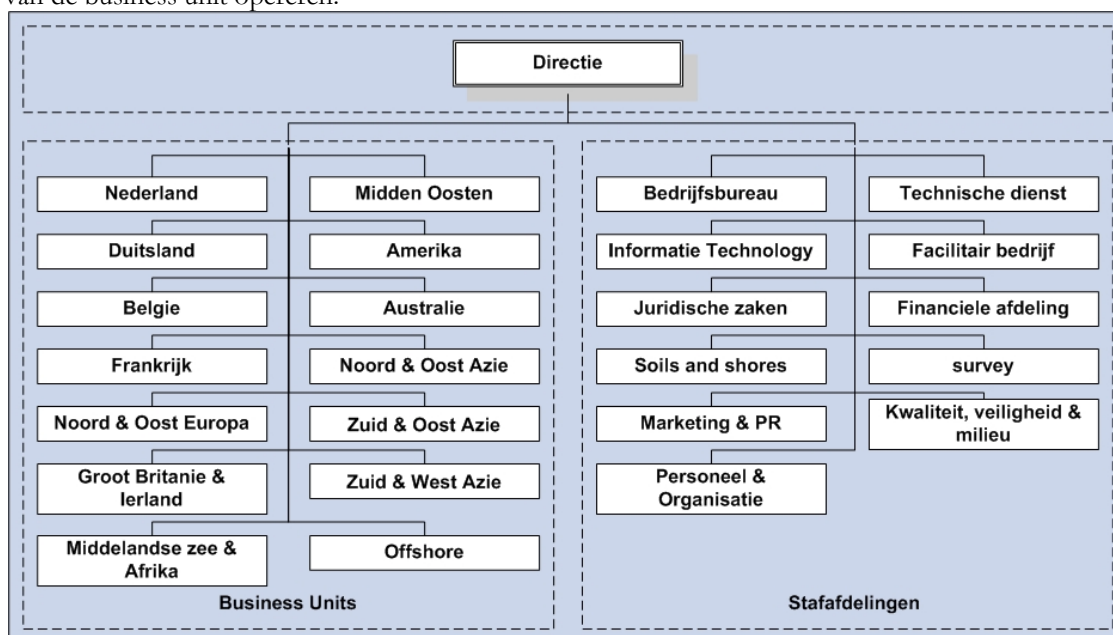 van de business unit opereren.
Directie
Nederland
Midden Oosten
Duitsland
Amerika
Belgie
Australie
Frankrijk
Noord & Oost Azie
Noord & Oost Europa
Zuid & Oost Azie
Groot Britanie &
Ierland
Zuid & West Azie
Middelandse zee &
Afrika
Offshore
Business Units
Bedrijfsbureau
Technische dienst
Informatie Technology
Facilitair bedrijf
Juridische zaken
Financiele afdeling
Soils and shores
survey
Marketing & PR
Kwaliteit, veiligheid &
milieu
Personeel &
Organisatie
Stafafdelingen